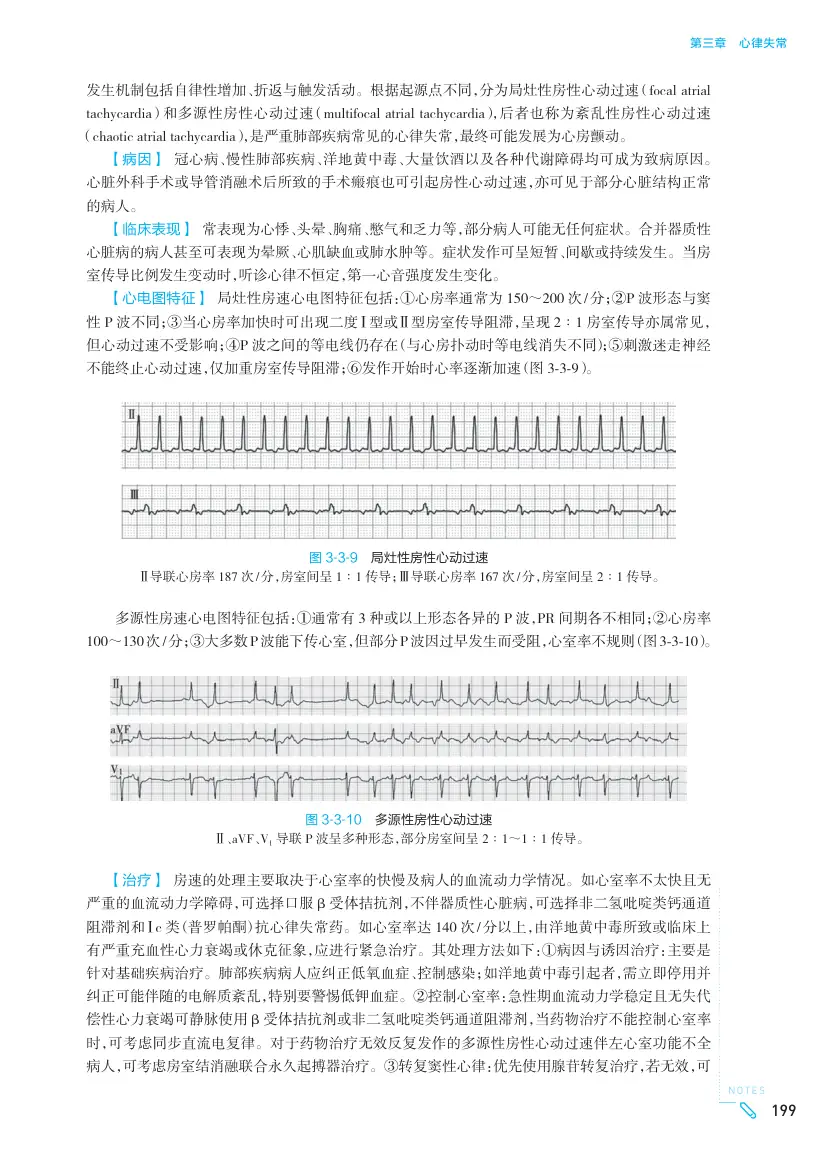 第三章 心律失常
发生机制包括自律性增加、折返与触发活动。根据起源点不同,分为局灶性房性心动过速(focal atrial
tachycardia)和多源性房性心动过速(multifocal atrial tachycardia),后者也称为紊乱性房性心动过速
(chaotic atrial tachycardia),是严重肺部疾病常见的心律失常,最终可能发展为心房颤动。
【病因】 冠心病、慢性肺部疾病、洋地黄中毒、大量饮酒以及各种代谢障碍均可成为致病原因。
心脏外科手术或导管消融术后所致的手术瘢痕也可引起房性心动过速,亦可见于部分心脏结构正常
的病人。
【临床表现】 常表现为心悸、头晕、胸痛、憋气和乏力等,部分病人可能无任何症状。合并器质性
心脏病的病人甚至可表现为晕厥、心肌缺血或肺水肿等。症状发作可呈短暂、间歇或持续发生。当房
室传导比例发生变动时,听诊心律不恒定,第一心音强度发生变化。
【心电图特征】 局灶性房速心电图特征包括:①心房率通常为 150～200 次/分;②P 波形态与窦
性 P 波不同;③当心房率加快时可出现二度Ⅰ型或Ⅱ型房室传导阻滞,呈现 2∶1 房室传导亦属常见,
但心动过速不受影响;④P 波之间的等电线仍存在(与心房扑动时等电线消失不同);⑤刺激迷走神经
不能终止心动过速,仅加重房室传导阻滞;⑥发作开始时心率逐渐加速(图 3-3-9)。
Ⅱ
Ⅲ
图 3-3-9 局灶性房性心动过速
Ⅱ导联心房率 187 次/分,房室间呈 1∶1 传导;Ⅲ导联心房率 167 次/分,房室间呈 2∶1 传导。
多源性房速心电图特征包括:①通常有 3 种或以上形态各异的 P 波,PR 间期各不相同;②心房率
100～130 次/分;③大多数 P 波能下传心室,但部分 P 波因过早发生而受阻,心室率不规则(图 3-3-10)。
Ⅱ
aVF
V₁
图 3-3-10 多源性房性心动过速
Ⅱ、aVF、V₁ 导联 P 波呈多种形态,部分房室间呈 2∶1～1∶1 传导。
【治疗】 房速的处理主要取决于心室率的快慢及病人的血流动力学情况。如心室率不太快且无
严重的血流动力学障碍,可选择口服 β 受体拮抗剂,不伴器质性心脏病,可选择非二氢吡啶类钙通道
阻滞剂和Ⅰc 类(普罗帕酮)抗心律失常药。如心室率达 140 次/分以上,由洋地黄中毒所致或临床上
有严重充血性心力衰竭或休克征象,应进行紧急治疗。其处理方法如下:①病因与诱因治疗:主要是
针对基础疾病治疗。肺部疾病病人应纠正低氧血症、控制感染;如洋地黄中毒引起者,需立即停用并
纠正可能伴随的电解质紊乱,特别要警惕低钾血症。②控制心室率:急性期血流动力学稳定且无失代
偿性心力衰竭可静脉使用 β 受体拮抗剂或非二氢吡啶类钙通道阻滞剂,当药物治疗不能控制心室率
时,可考虑同步直流电复律。对于药物治疗无效反复发作的多源性房性心动过速伴左心室功能不全
病人,可考虑房室结消融联合永久起搏器治疗。③转复窦性心律:优先使用腺苷转复治疗,若无效,可
NOTES
199